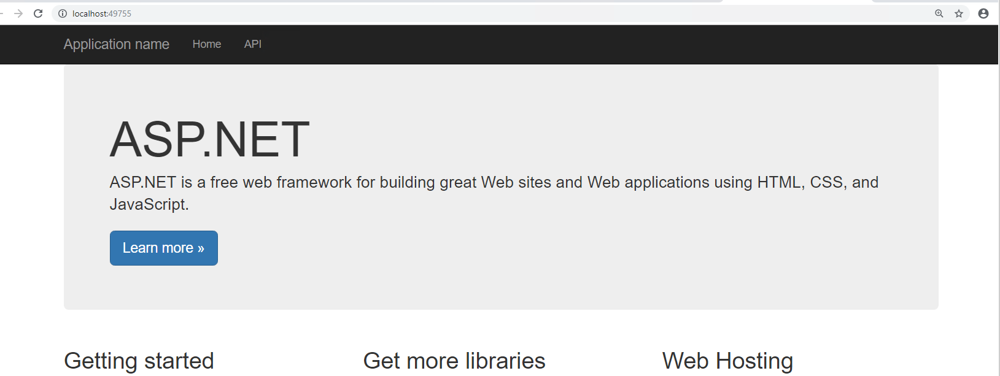 localhost:49755
Application name Home API
ASP.NET
ASP.NET is a free web framework for building great Web sites and Web applications using HTML, CSS, and
JavaScript.
Learn more »
Getting started Get more libraries Web Hosting